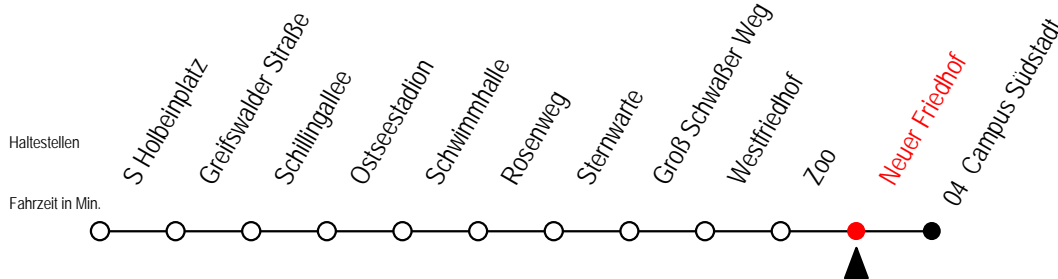 Haltestellen
Fahrzeit in Min.
S Holbeinplatz
Greifswalder Straße
Schillingallee
Ostseestadion
Schwimmhalle
Rosenweg
Sternwarte
Groß Schwaßer Weg
Westfriedhof
Zoo
Neuer Friedhof
04 Campus Südstadt